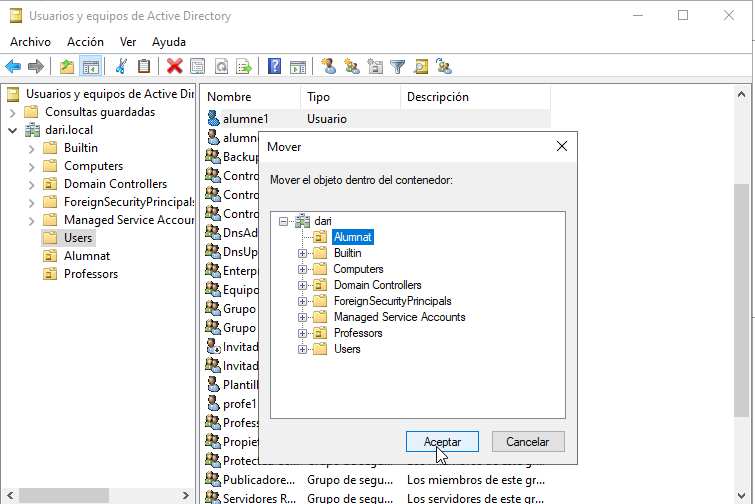 Usuarios y equipos de Active Directory
Archivo Acción Ver Ayuda
Usuarios y equipos de Active Dir
Consultas guardadas
dari.local
Builtin
Computers
Domain Controllers
ForeignSecurityPrincipals
Managed Service Accour
Users
Alumnat
Professors
Nombre Tipo Descripción
alumne1 Usuario
alumn
Backup
Contro
Contro
Contro
DnsAd
DnsUp
Enterpr
Equipo
Grupo
Grupo
Invitad
Invitad
Plantill
profe1
Profess
Propiet
Protected Us... Grupo de segu... Los miembros de este gr...
Publicadore... Grupo de segu... Los miembros de este gr...
Servidores R... Grupo de segu... Los servidores de este gr...
Mover
Mover el objeto dentro del contenedor:
dari
Alumnat
Builtin
Computers
Domain Controllers
ForeignSecurityPrincipals
Managed Service Accounts
Professors
Users
Aceptar Cancelar